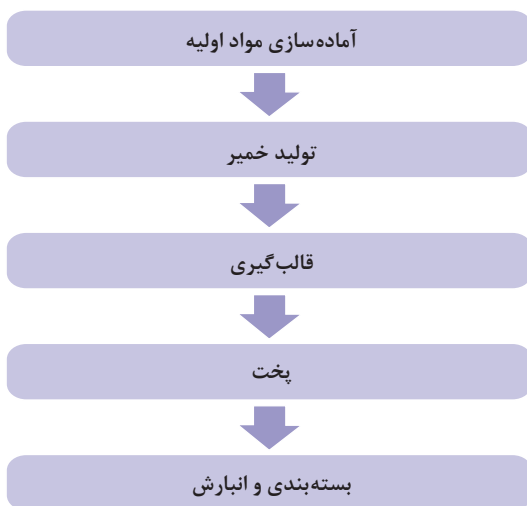 آماده‌سازی مواد اولیه
تولید خمیر
قالب‌گیری
پخت
بسته‌بندی و انبارش